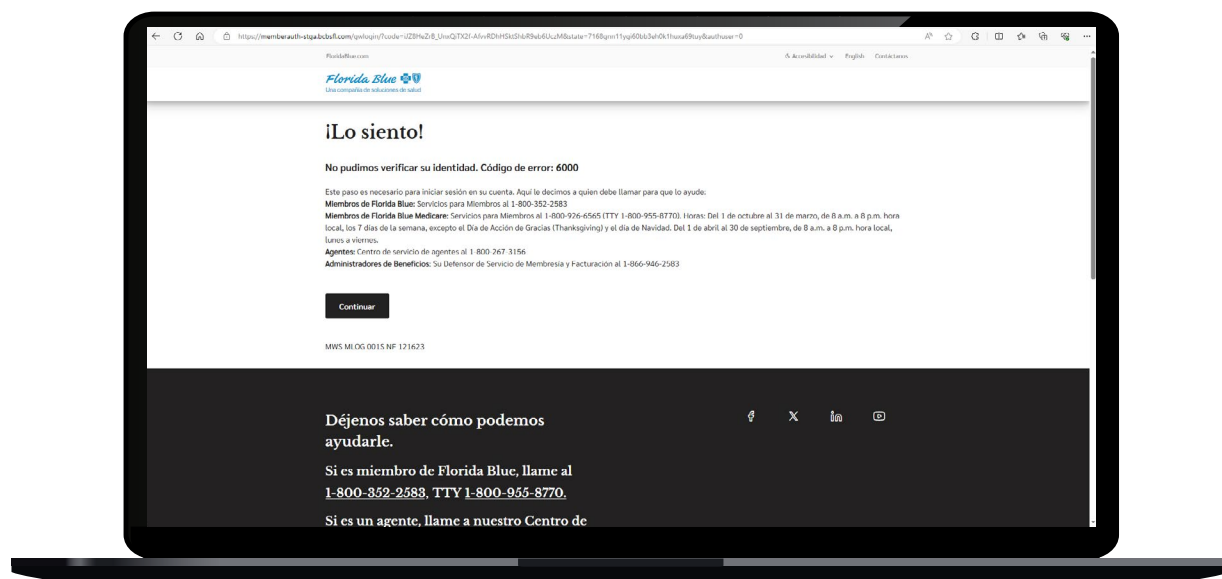 https://memberauth-stga.bcbsfl.com/qwlogin/?code=
FloridaBlue.com
Accesibilidad English Contáctanos
Florida Blue
Una compañía de soluciones de salud
¡Lo siento!
No pudimos verificar su identidad. Código de error: 6000
Este paso es necesario para iniciar sesión en su cuenta. Aquí le decimos a quien debe llamar para que lo ayude:
Miembros de Florida Blue: Servicios para Miembros al 1-800-352-2583
Miembros de Florida Blue Medicare: Servicios para Miembros al 1-800-926-6565 (TTY 1-800-955-8770). Horas: Del 1 de octubre al 31 de marzo, de 8 a.m. a 8 p.m. hora
local, los 7 días de la semana, excepto el Día de Acción de Gracias (Thanksgiving) y el día de Navidad. Del 1 de abril al 30 de septiembre, de 8 a.m. a 8 p.m. hora local,
lunes a viernes.
Agentes: Centro de servicio de agentes al 1-800-267-3156
Administradores de Beneficios: Su Defensor de Servicio de Membresía y Facturación al 1-866-946-2583
Continuar
MWS MLOG 001S NF 121623
Déjenos saber cómo podemos
ayudarle.
Si es miembro de Florida Blue, llame al
1-800-352-2583, TTY 1-800-955-8770.
Si es un agente, llame a nuestro Centro de